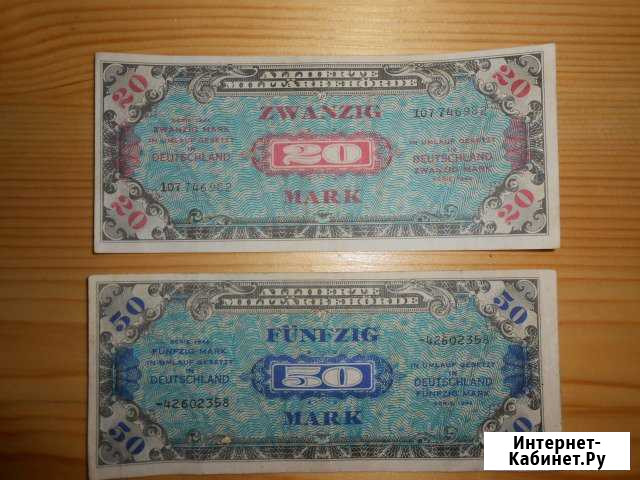 ALLIIERTE
MILITÄRBEHÖRDE
20
20
ZWANZIG
107746982
SERIE 1944
ZWANZIG MARK
IN UMLAUF GESETZT
IN
DEUTSCHLAND
20
IN UMLAUF GESETZT
IN
DEUTSCHLAND
ZWANZIG MARK
SERIE 1944
107746982
MARK
20
20
ALLIIERTE
MILITÄRBEHÖRDE
50
50
FÜNFZIG
-42602358
SERIE 1944
FÜNFZIG MARK
IN UMLAUF GESETZT
IN
DEUTSCHLAND
50
IN UMLAUF GESETZT
IN
DEUTSCHLAND
FÜNFZIG MARK
SERIE 1944
-42602358
MARK
50
Интернет-
Кабинет.Ру